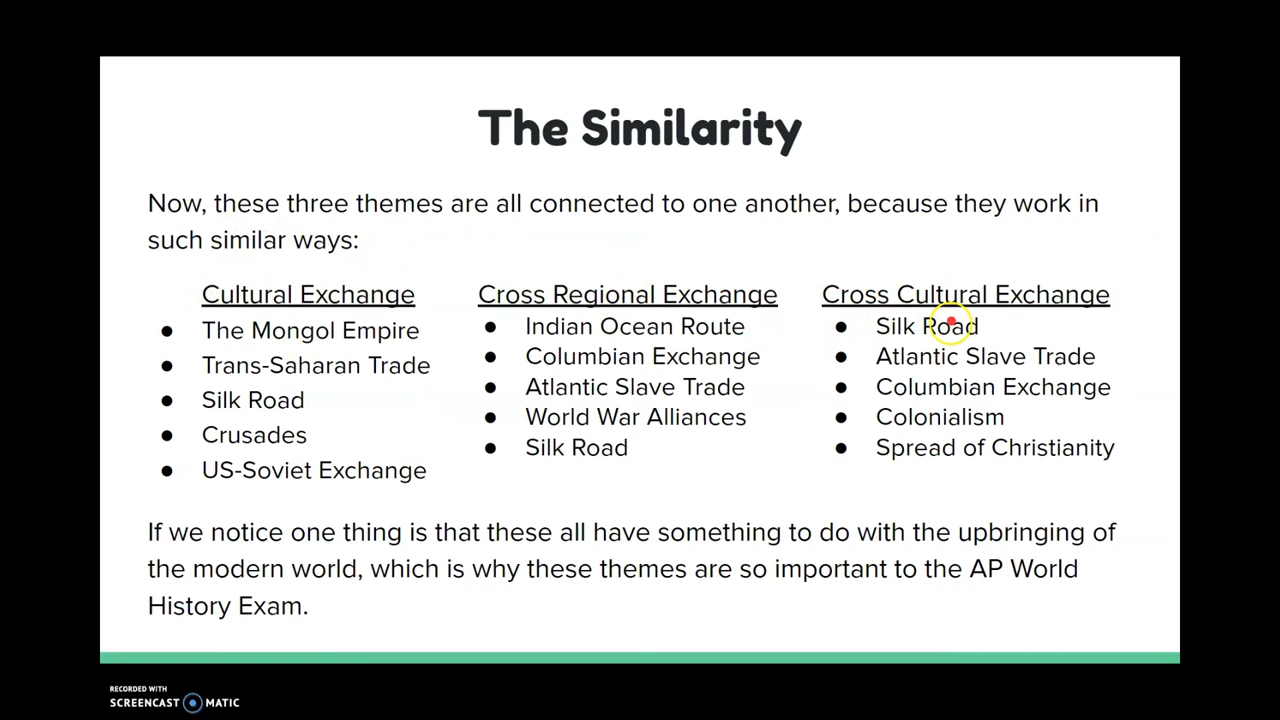 The Similarity
Now, these three themes are all connected to one another, because they work in
such similar ways:
Cultural Exchange
● The Mongol Empire
● Trans-Saharan Trade
● Silk Road
● Crusades
● US-Soviet Exchange
Cross Regional Exchange
● Indian Ocean Route
● Columbian Exchange
● Atlantic Slave Trade
● World War Alliances
● Silk Road
Cross Cultural Exchange
● Silk Road
● Atlantic Slave Trade
● Columbian Exchange
● Colonialism
● Spread of Christianity
If we notice one thing is that these all have something to do with the upbringing of
the modern world, which is why these themes are so important to the AP World
History Exam.
RECORDED WITH
SCREENCAST MATIC